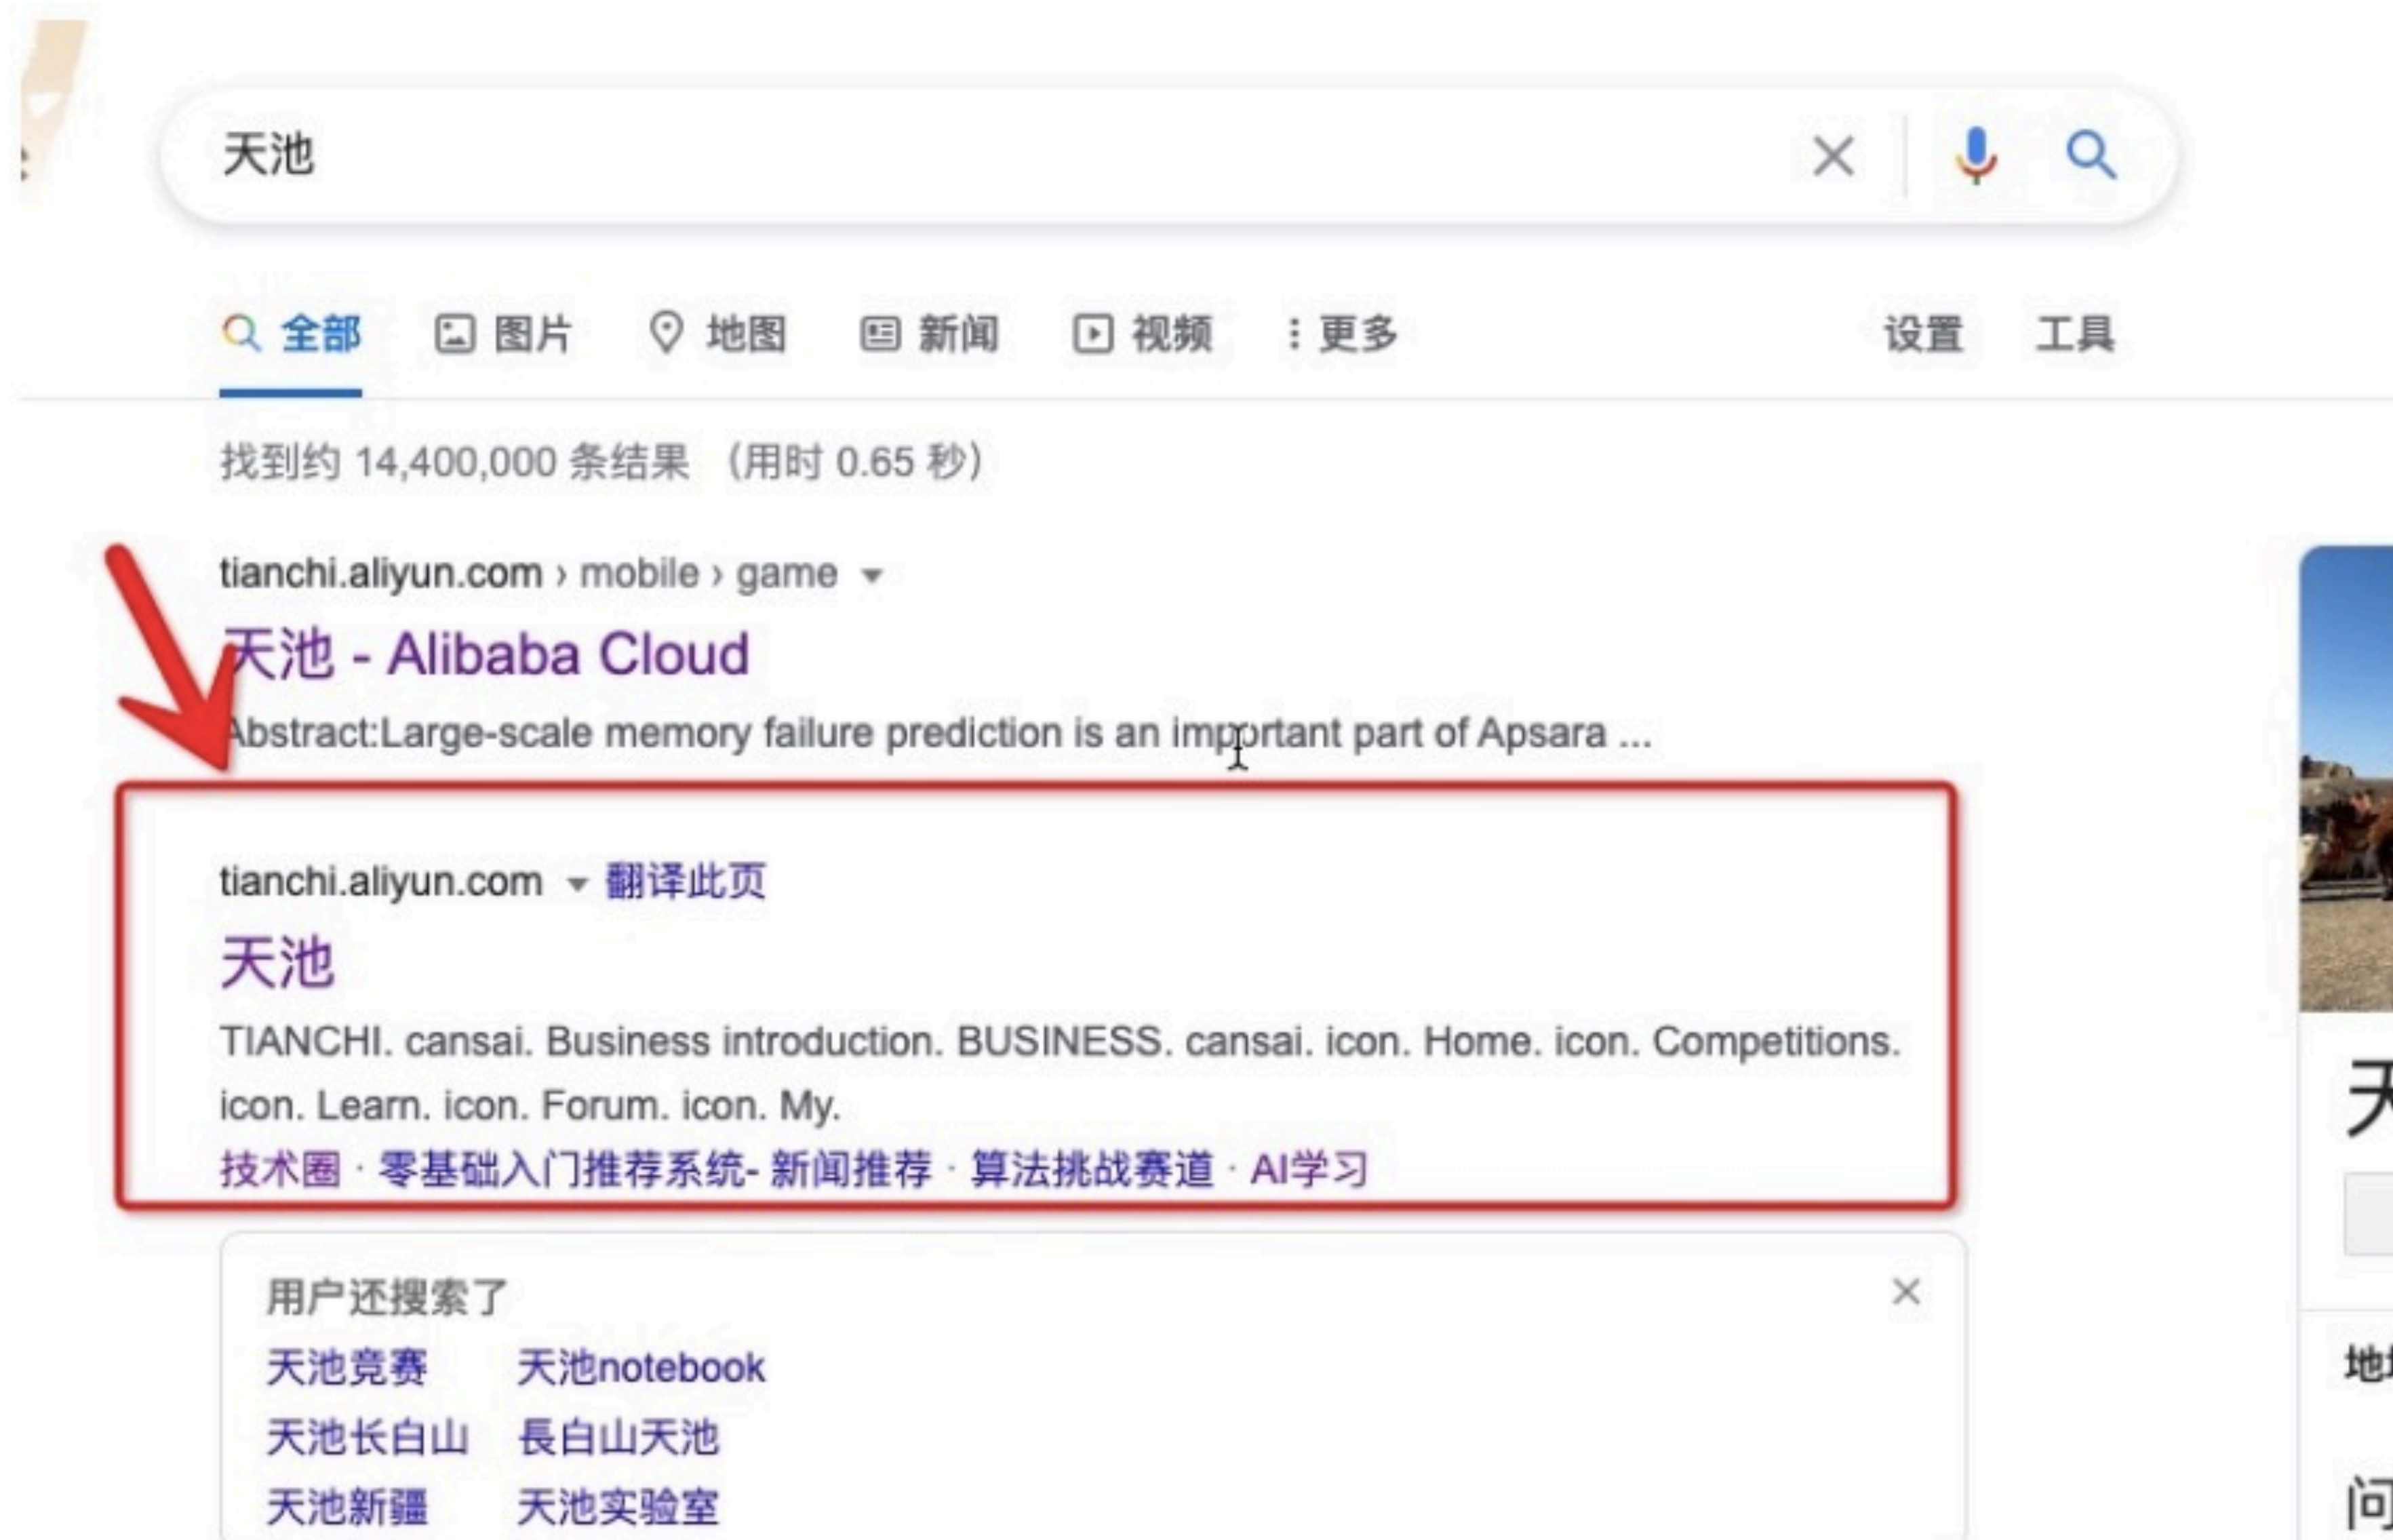 天池
全部 图片 地图 新闻 视频 更多 设置 工具
找到约 14,400,000 条结果 （用时 0.65 秒）
tianchi.aliyun.com › mobile › game
天池 - Alibaba Cloud
Abstract:Large-scale memory failure prediction is an important part of Apsara ...
tianchi.aliyun.com 翻译此页
天池
TIANCHI. cansai. Business introduction. BUSINESS. cansai. icon. Home. icon. Competitions.
icon. Learn. icon. Forum. icon. My.
技术圈 · 零基础入门推荐系统- 新闻推荐 · 算法挑战赛道 · AI学习
用户还搜索了
天池竞赛 天池notebook
天池长白山 長白山天池
天池新疆 天池实验室
天
地
问